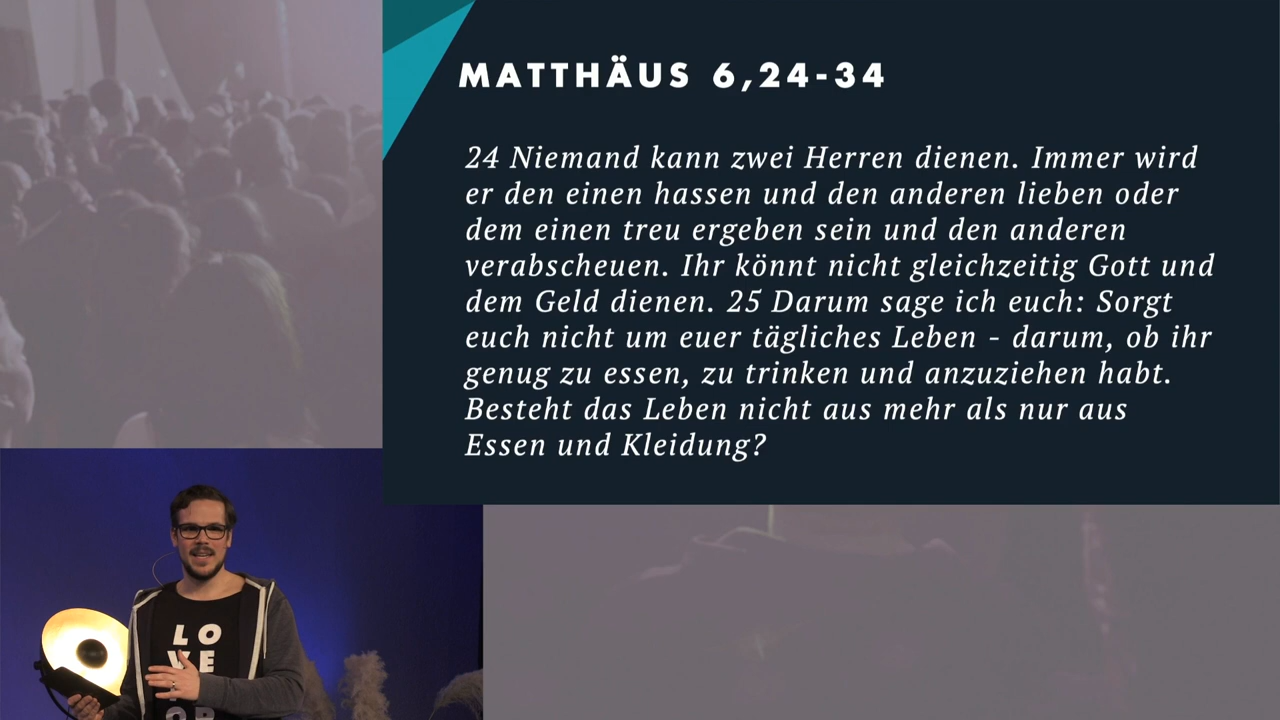 MATTHÄUS 6,24-34
24 Niemand kann zwei Herren dienen. Immer wird
er den einen hassen und den anderen lieben oder
dem einen treu ergeben sein und den anderen
verabscheuen. Ihr könnt nicht gleichzeitig Gott und
dem Geld dienen. 25 Darum sage ich euch: Sorgt
euch nicht um euer tägliches Leben - darum, ob ihr
genug zu essen, zu trinken und anzuziehen habt.
Besteht das Leben nicht aus mehr als nur aus
Essen und Kleidung?
LO
VE